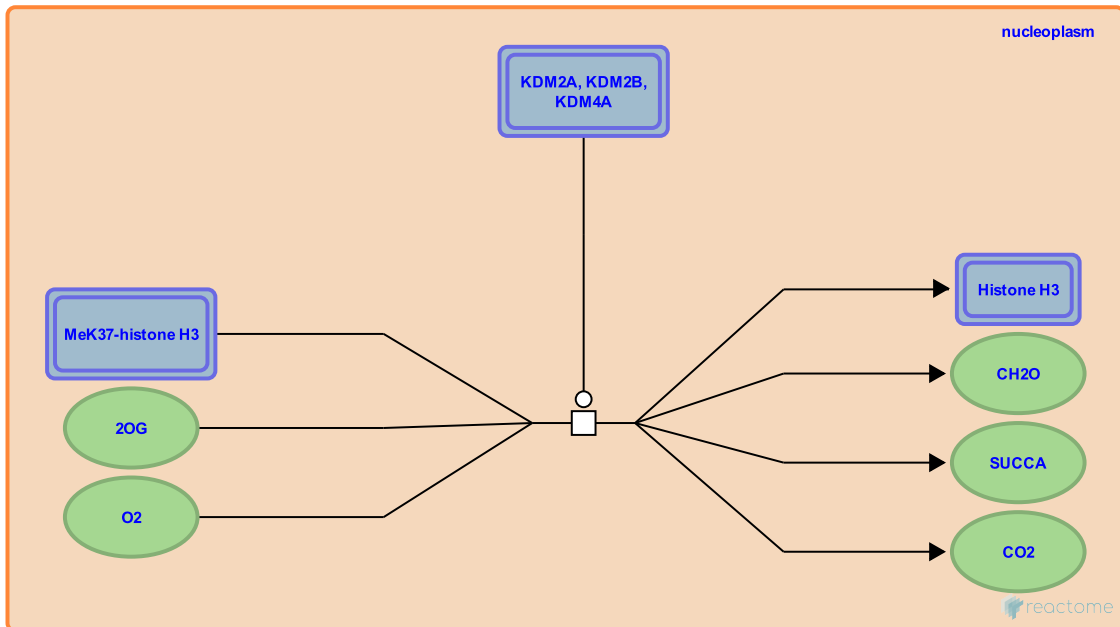 nucleoplasm
KDM2A, KDM2B,
KDM4A
MeK37-histone H3
2OG
O2
Histone H3
CH2O
SUCCA
CO2
reactome